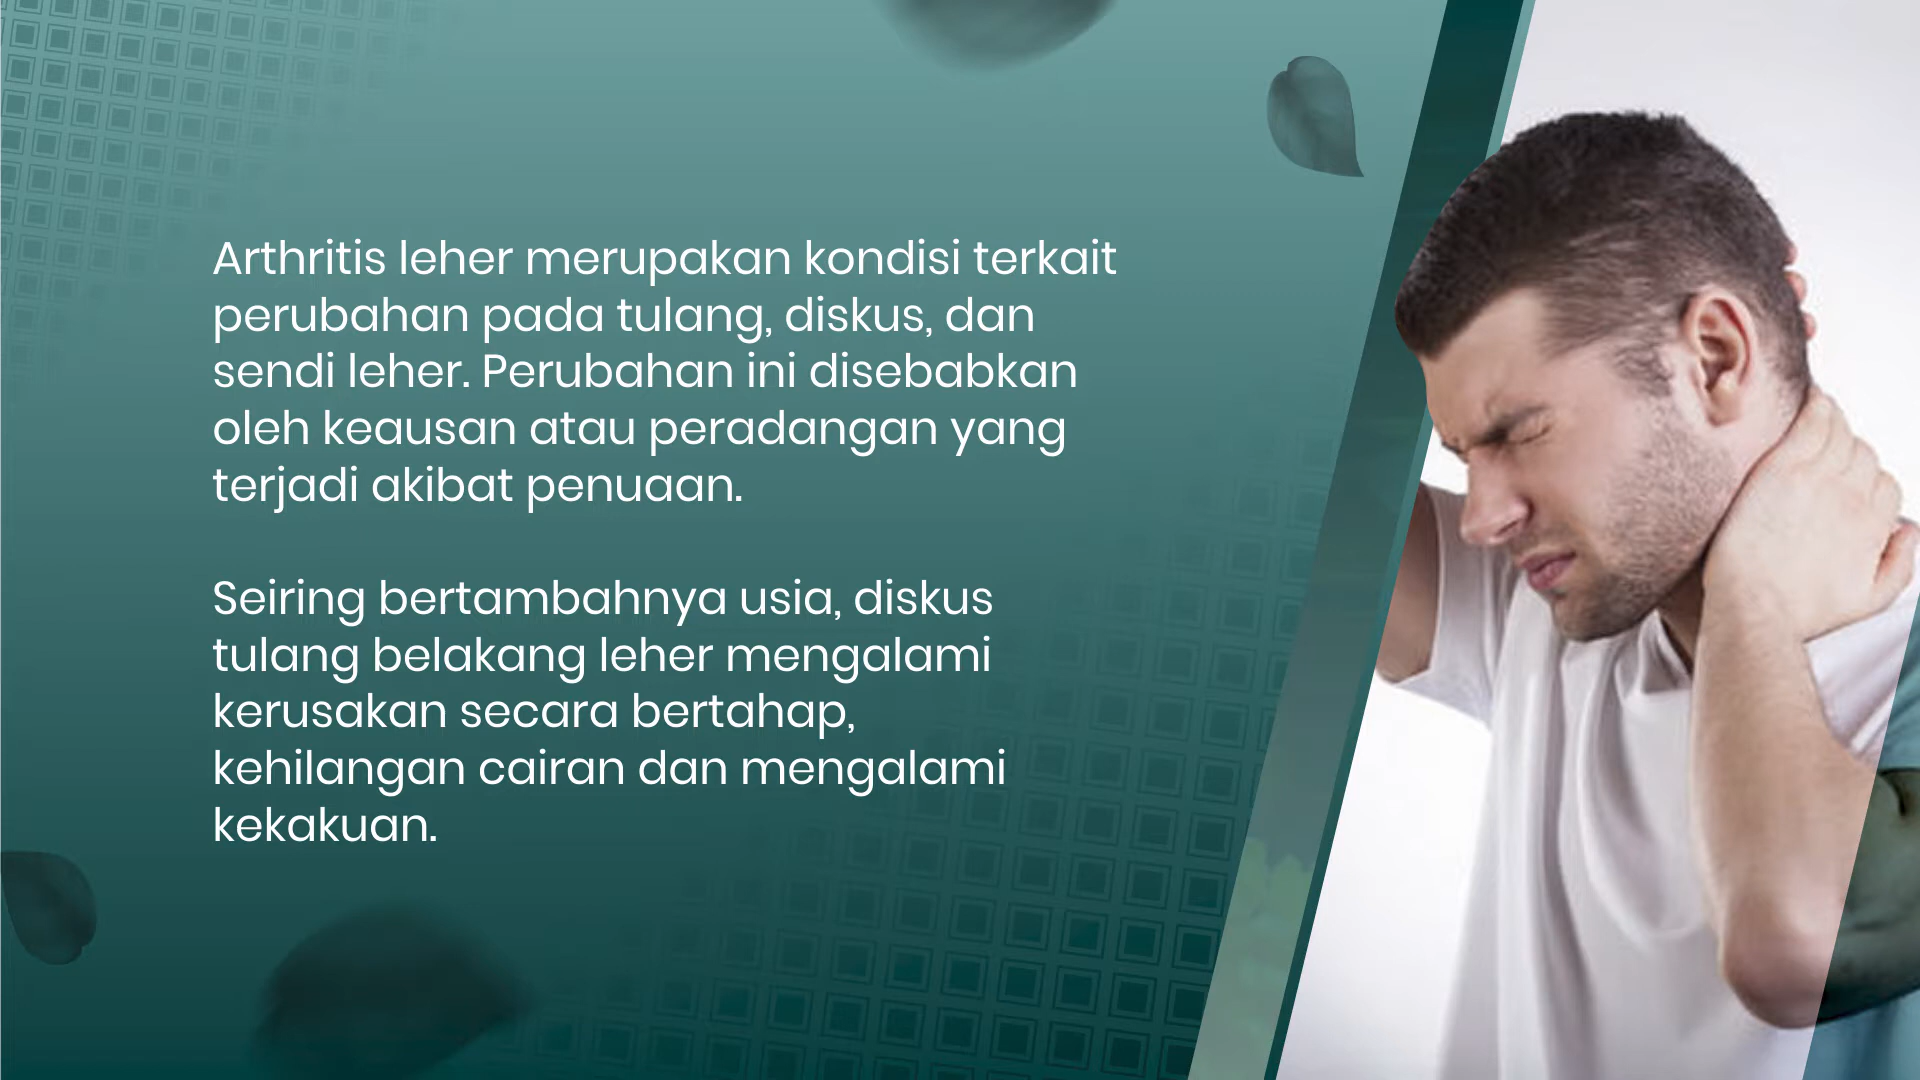 Arthritis leher merupakan kondisi terkait
perubahan pada tulang, diskus, dan
sendi leher. Perubahan ini disebabkan
oleh keausan atau peradangan yang
terjadi akibat penuaan.
Seiring bertambahnya usia, diskus
tulang belakang leher mengalami
kerusakan secara bertahap,
kehilangan cairan dan mengalami
kekakuan.